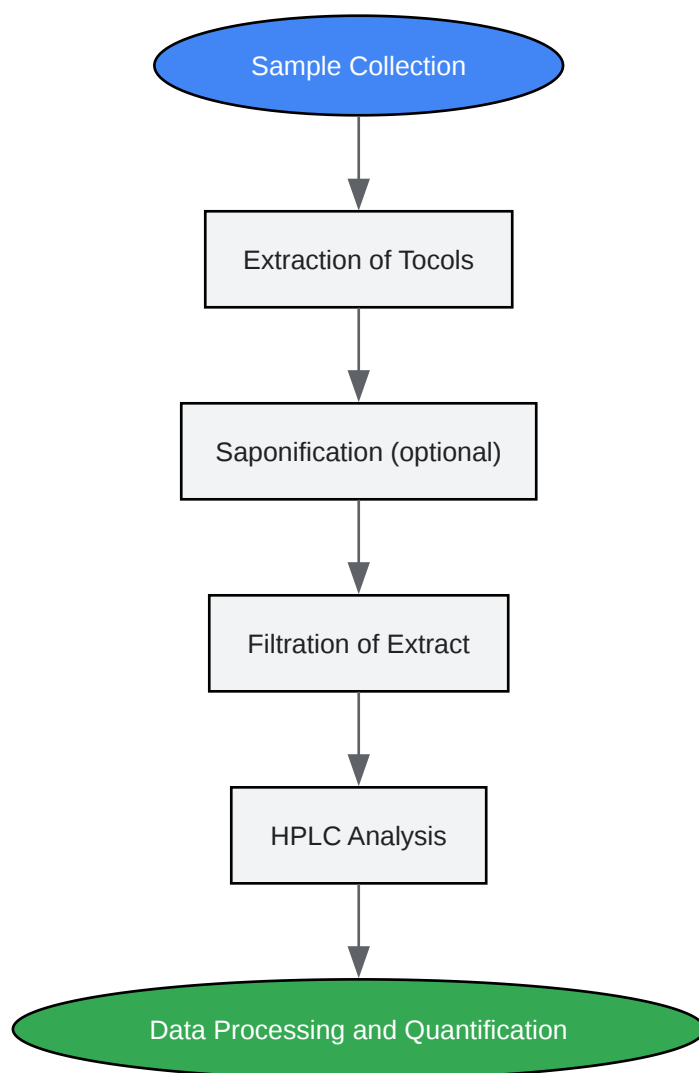 Sample Collection
Extraction of Tocols
Saponification (optional)
Filtration of Extract
HPLC Analysis
Data Processing and Quantification